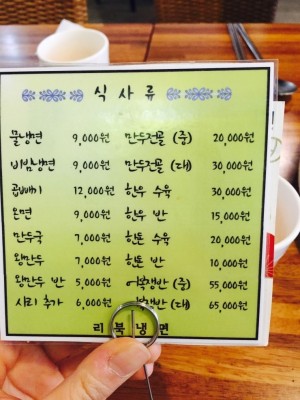 식사류
물냉면 9,000원 만두전골 (중) 20,000원
비빔냉면 9,000원 만두전골 (대) 30,000원
곱빼기 12,000원 한우 수육 30,000원
온면 9,000원 한우 반 15,000원
만두국 7,000원 한돈 수육 20,000원
왕만두 7,000원 한돈 반 10,000원
왕만두 반 5,000원 어복쟁반 (중) 55,000원
사리 추가 6,000원 (대) 65,000원
리북냉면